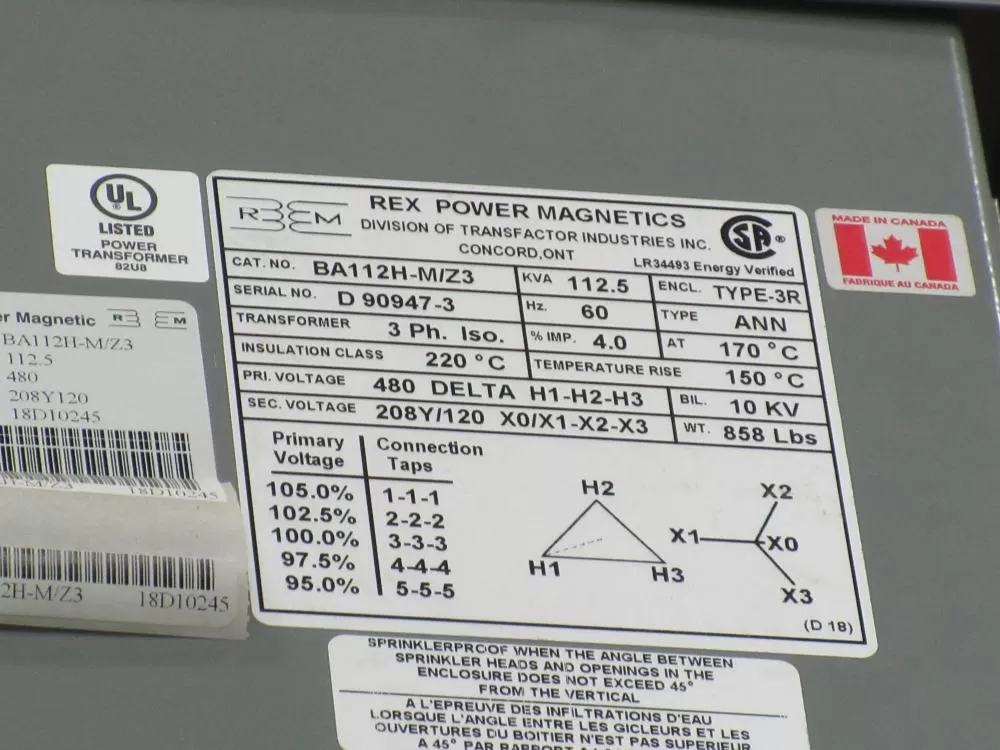 UL
LISTED
POWER
TRANSFORMER
82U8
REX POWER MAGNETICS
DIVISION OF TRANSFACTOR INDUSTRIES INC.
CONCORD,ONT
LR34493 Energy Verified
MADE IN CANADA
FABRIQUE AU CANADA
CAT. NO. BA112H-M/Z3 KVA 112.5 ENCL. TYPE-3R
SERIAL NO. D 90947-3 Hz. 60 TYPE ANN
TRANSFORMER 3 Ph. Iso. % IMP. 4.0 AT 170 °C
INSULATION CLASS 220 °C TEMPERATURE RISE 150 °C
PRI. VOLTAGE 480 DELTA H1-H2-H3 BIL. 10 KV
SEC. VOLTAGE 208Y/120 X0/X1-X2-X3 WT. 858 Lbs
Primary Voltage Connection Taps
105.0% 1-1-1
102.5% 2-2-2
100.0% 3-3-3
97.5% 4-4-4
95.0% 5-5-5
H2
H1
H3
X2
X1
X0
X3
(D 18)
Magnetic
BA112H-M/Z3
112.5
480
208Y120
18D10245
18D10245
18D10245
SPRINKLERPROOF WHEN THE ANGLE BETWEEN
SPRINKLER HEADS AND OPENINGS IN THE
ENCLOSURE DOES NOT EXCEED 45°
FROM THE VERTICAL
A L'EPREUVE DES INFILTRATIONS D'EAU
LORSQUE L'ANGLE ENTRE LES GICLEURS ET LES
OUVERTURES DU BOITIER N'EST PAS SUPERIEUR
A 45° PAR RAPPORT